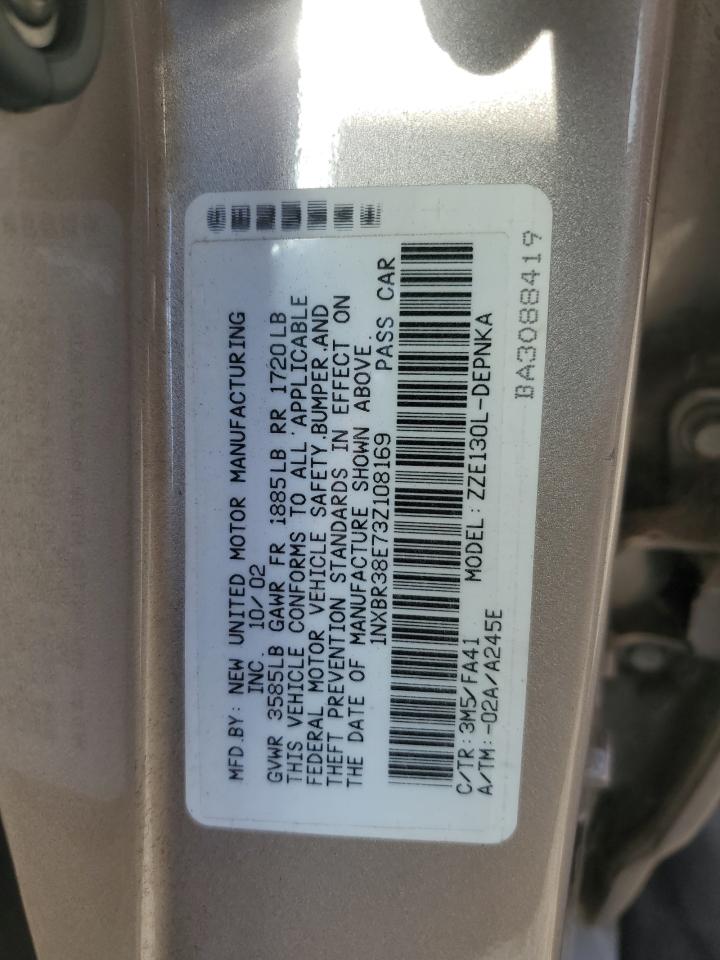 MFD.BY: NEW UNITED MOTOR MANUFACTURING
INC. 10/02
GVWR 3585LB GAWR FR 1885LB RR 1720LB
THIS VEHICLE CONFORMS TO ALL APPLICABLE
FEDERAL MOTOR VEHICLE SAFETY.BUMPER.AND
THEFT PREVENTION STANDARDS IN EFFECT ON
THE DATE OF MANUFACTURE SHOWN ABOVE.
1NXBR38E73Z108169 PASS CAR
C/TR:3M5/FA41 MODEL:ZZE130L-DEPNKA
A/TM:-02A/A245E
BA3088419